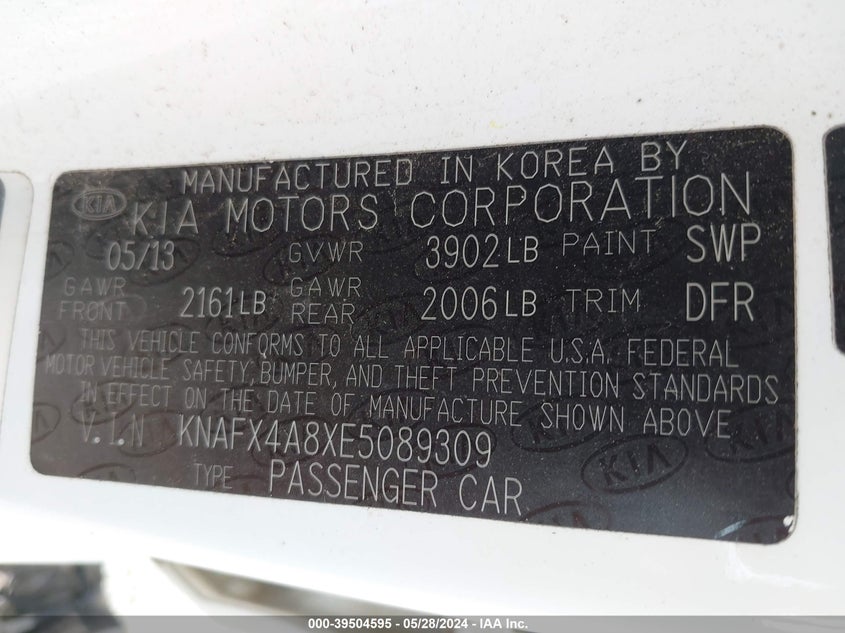 MANUFACTURED IN KOREA BY
KIA KIA MOTORS CORPORATION
05/13 GVWR 3902LB PAINT SWP
GAWR FRONT 2161LB GAWR REAR 2006LB TRIM DFR
THIS VEHICLE CONFORMS TO ALL APPLICABLE U.S.A. FEDERAL
MOTOR VEHICLE SAFETY, BUMPER, AND THEFT PREVENTION STANDARDS
IN EFFECT ON THE DATE OF MANUFACTURE SHOWN ABOVE
V.I.N KNAFX4A8XE5089309
TYPE PASSENGER CAR
000-39504595 - 05/28/2024 - IAA Inc.